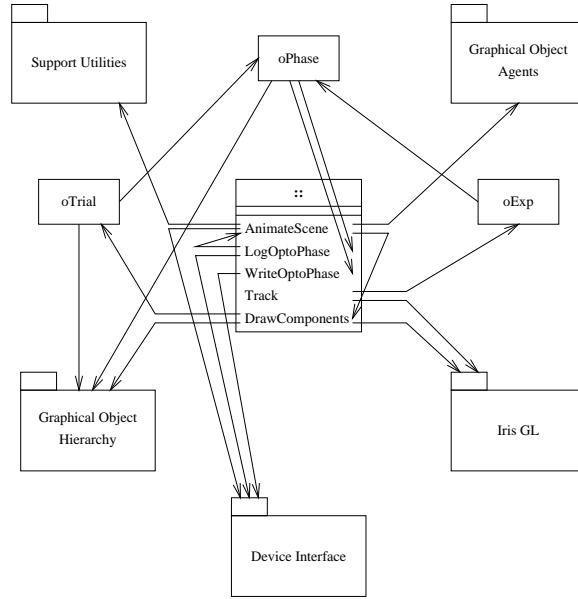 Support Utilities
oPhase
Graphical Object
Agents
oTrial
::
oExp
AnimateScene
LogOptoPhase
WriteOptoPhase
Track
DrawComponents
Graphical Object
Hierarchy
Iris GL
Device Interface